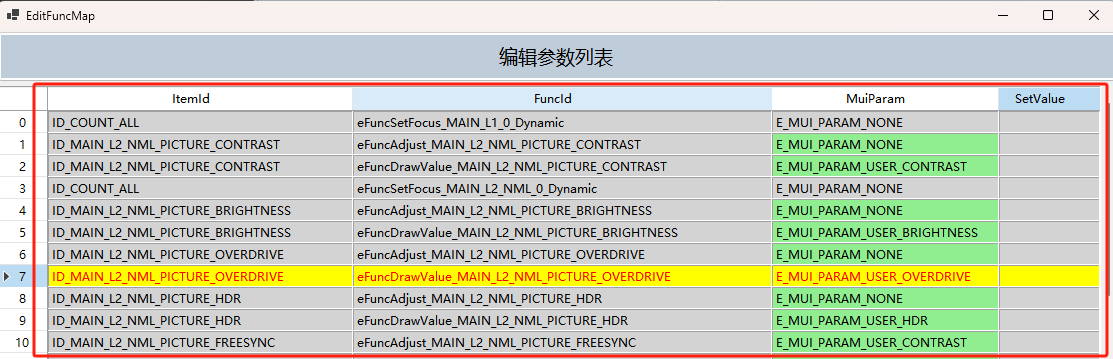 EditFuncMap
编辑参数列表
ItemId FuncId MuiParam SetValue
0 ID_COUNT_ALL eFuncSetFocus_MAIN_L1_0_Dynamic E_MUI_PARAM_NONE
1 ID_MAIN_L2_NML_PICTURE_CONTRAST eFuncAdjust_MAIN_L2_NML_PICTURE_CONTRAST E_MUI_PARAM_NONE
2 ID_MAIN_L2_NML_PICTURE_CONTRAST eFuncDrawValue_MAIN_L2_NML_PICTURE_CONTRAST E_MUI_PARAM_USER_CONTRAST
3 ID_COUNT_ALL eFuncSetFocus_MAIN_L2_NML_0_Dynamic E_MUI_PARAM_NONE
4 ID_MAIN_L2_NML_PICTURE_BRIGHTNESS eFuncAdjust_MAIN_L2_NML_PICTURE_BRIGHTNESS E_MUI_PARAM_NONE
5 ID_MAIN_L2_NML_PICTURE_BRIGHTNESS eFuncDrawValue_MAIN_L2_NML_PICTURE_BRIGHTNESS E_MUI_PARAM_USER_BRIGHTNESS
6 ID_MAIN_L2_NML_PICTURE_OVERDRIVE eFuncAdjust_MAIN_L2_NML_PICTURE_OVERDRIVE E_MUI_PARAM_NONE
7 ID_MAIN_L2_NML_PICTURE_OVERDRIVE eFuncDrawValue_MAIN_L2_NML_PICTURE_OVERDRIVE E_MUI_PARAM_USER_OVERDRIVE
8 ID_MAIN_L2_NML_PICTURE_HDR eFuncAdjust_MAIN_L2_NML_PICTURE_HDR E_MUI_PARAM_NONE
9 ID_MAIN_L2_NML_PICTURE_HDR eFuncDrawValue_MAIN_L2_NML_PICTURE_HDR E_MUI_PARAM_USER_HDR
10 ID_MAIN_L2_NML_PICTURE_FREESYNC eFuncAdjust_MAIN_L2_NML_PICTURE_FREESYNC E_MUI_PARAM_USER_CONTRAST